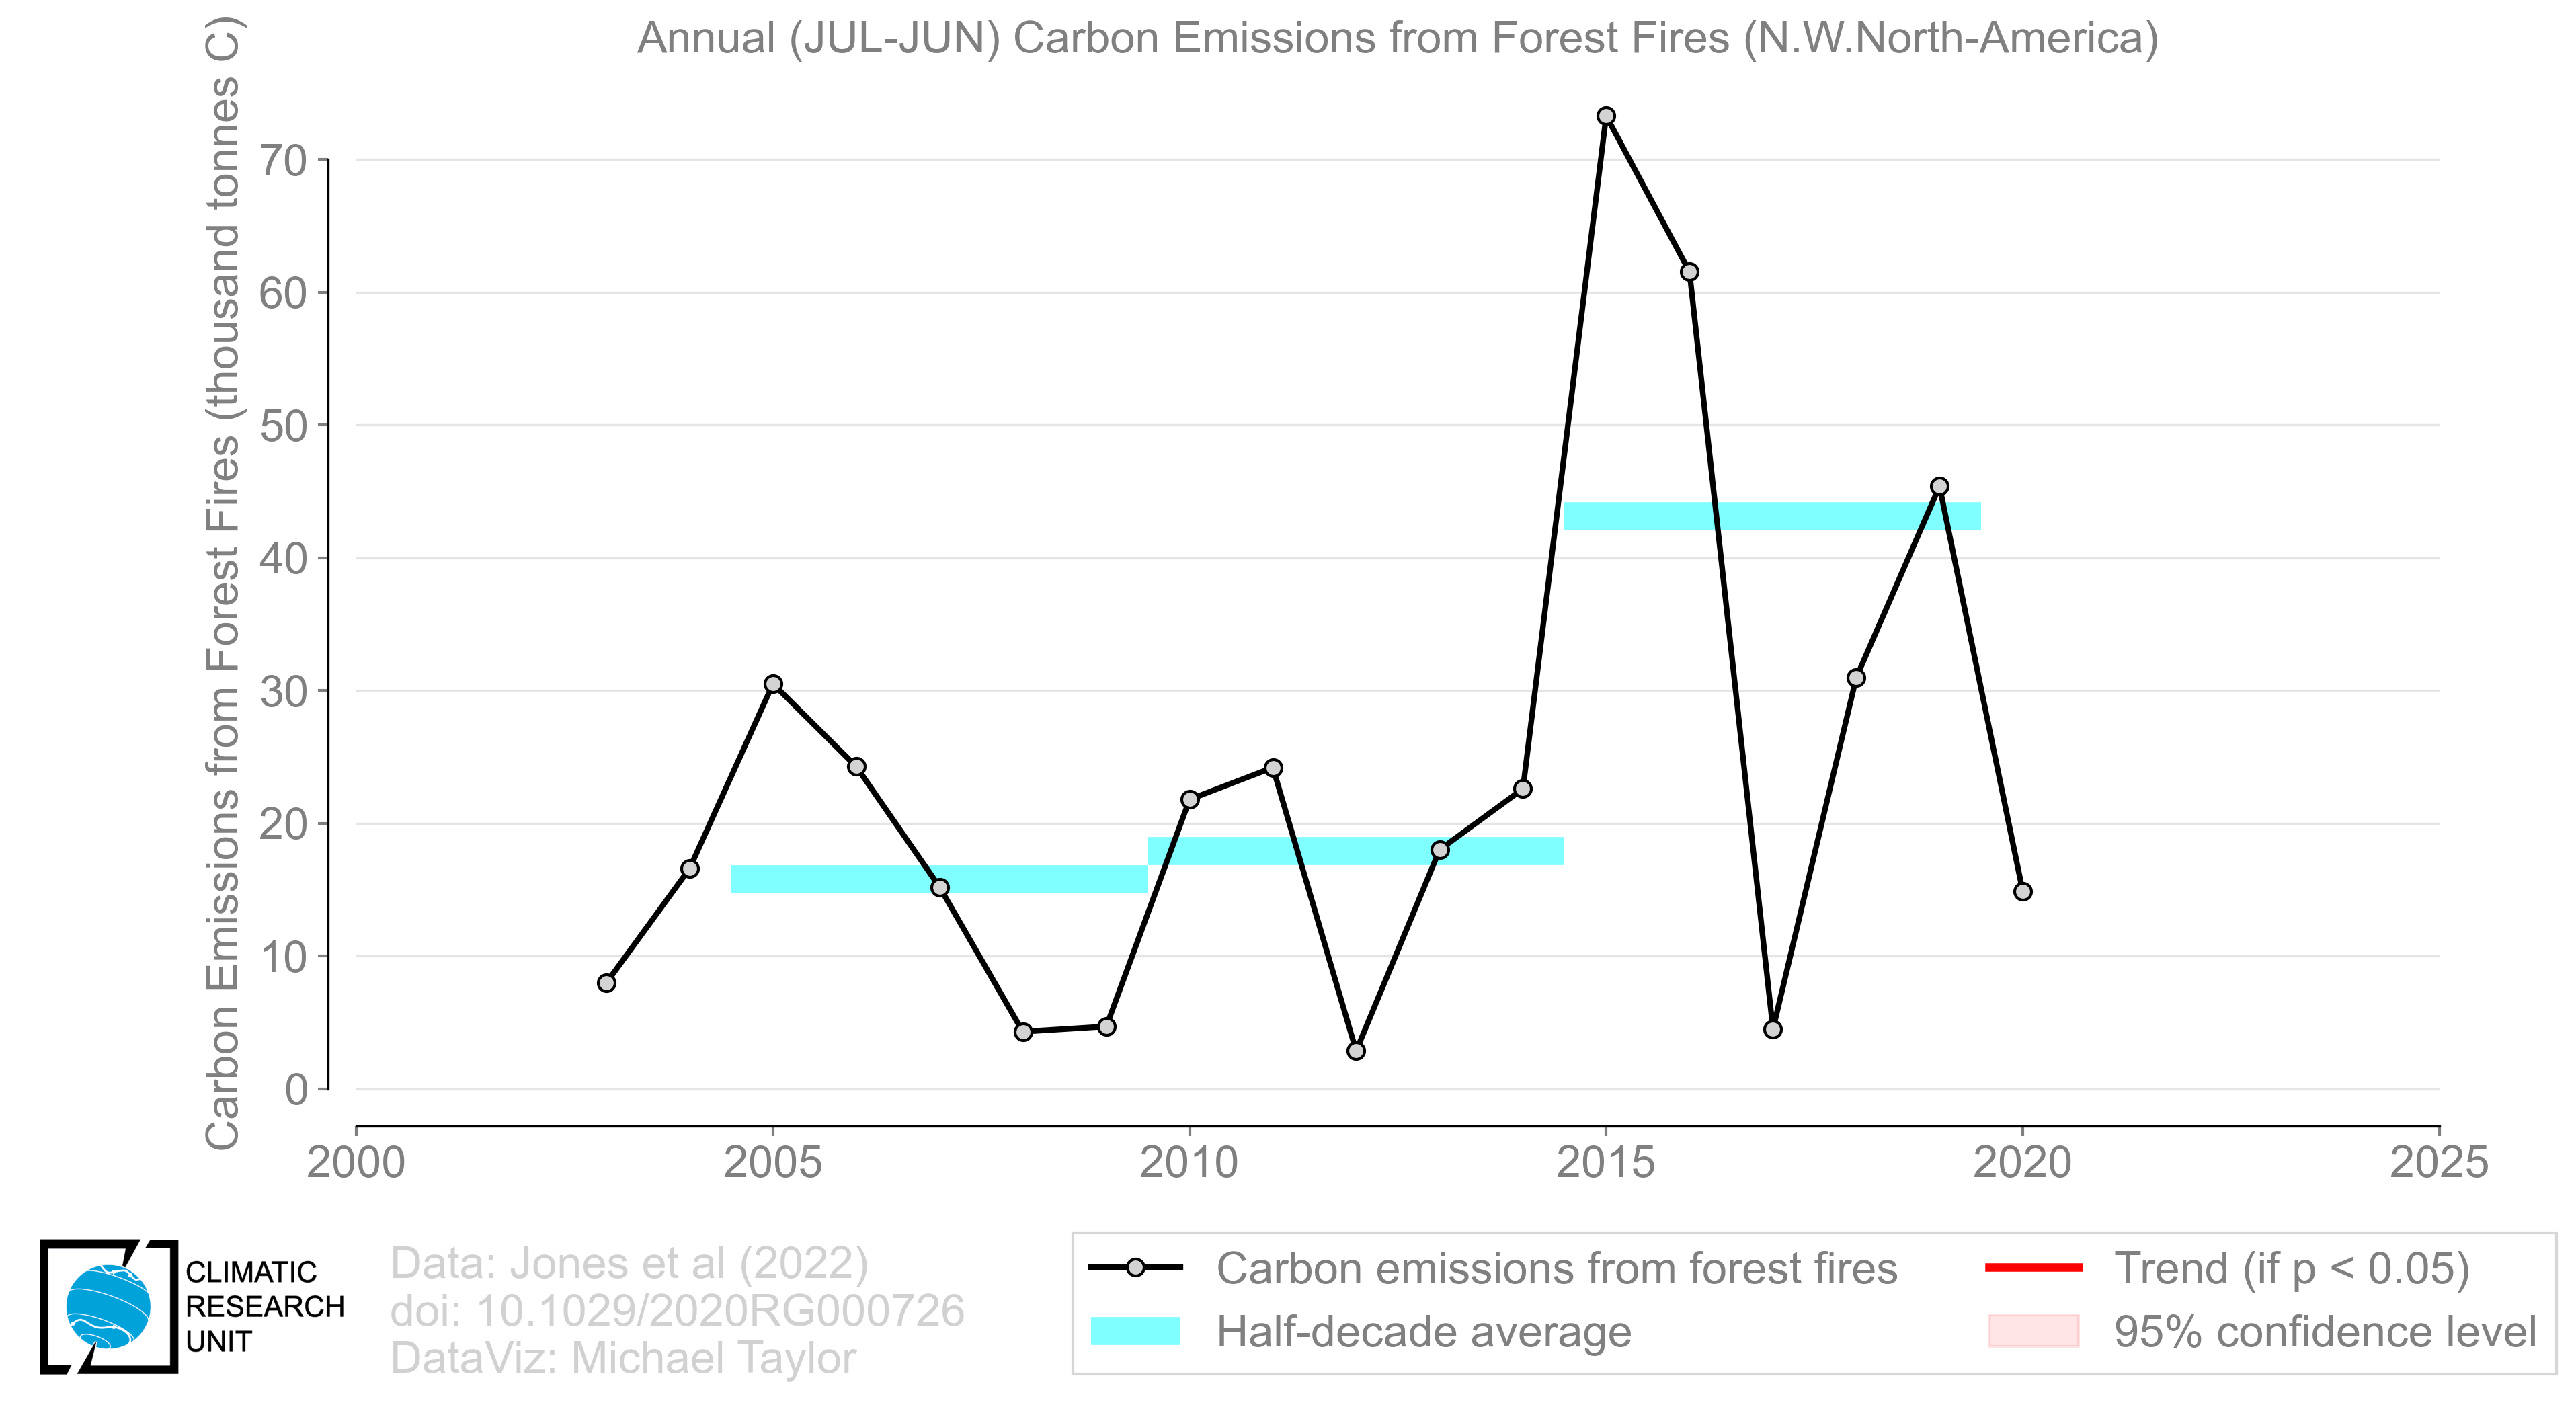 Annual (JUL-JUN) Carbon Emissions from Forest Fires (N.W.North-America)
Carbon Emissions from Forest Fires (thousand tonnes C)
70
60
50
40
30
20
10
0
2000 2005 2010 2015 2020 2025
CLIMATIC
RESEARCH
UNIT
Data: Jones et al (2022)
doi: 10.1029/2020RG000726
DataViz: Michael Taylor
Carbon emissions from forest fires
Half-decade average
Trend (if p < 0.05)
95% confidence level